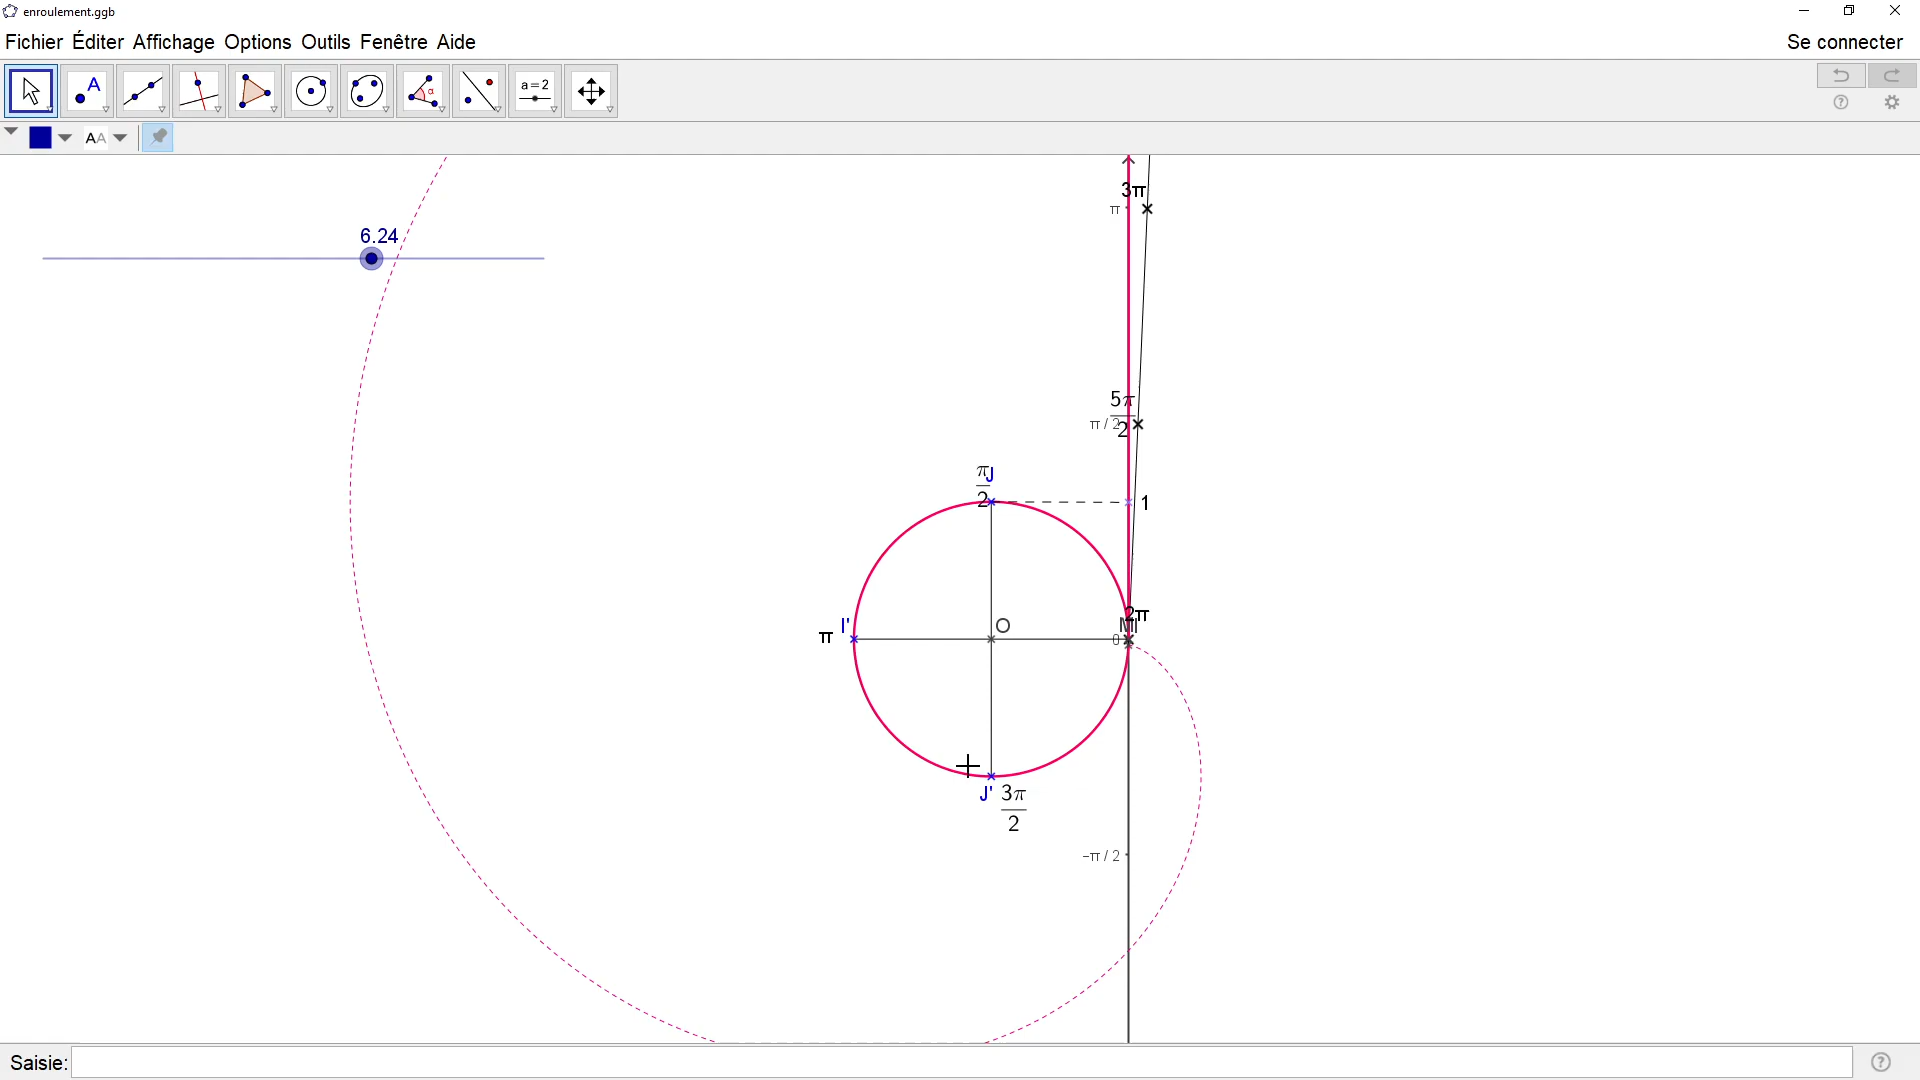 enroulement.ggb
Fichier Éditer Affichage Options Outils Fenêtre Aide
Se connecter
A
α
a=2
AA
6.24
3π
π
5π
2
π / 2
π
2
J
1
2π
π
I'
O
M
I
0
J'
3π
2
−π / 2
Saisie: